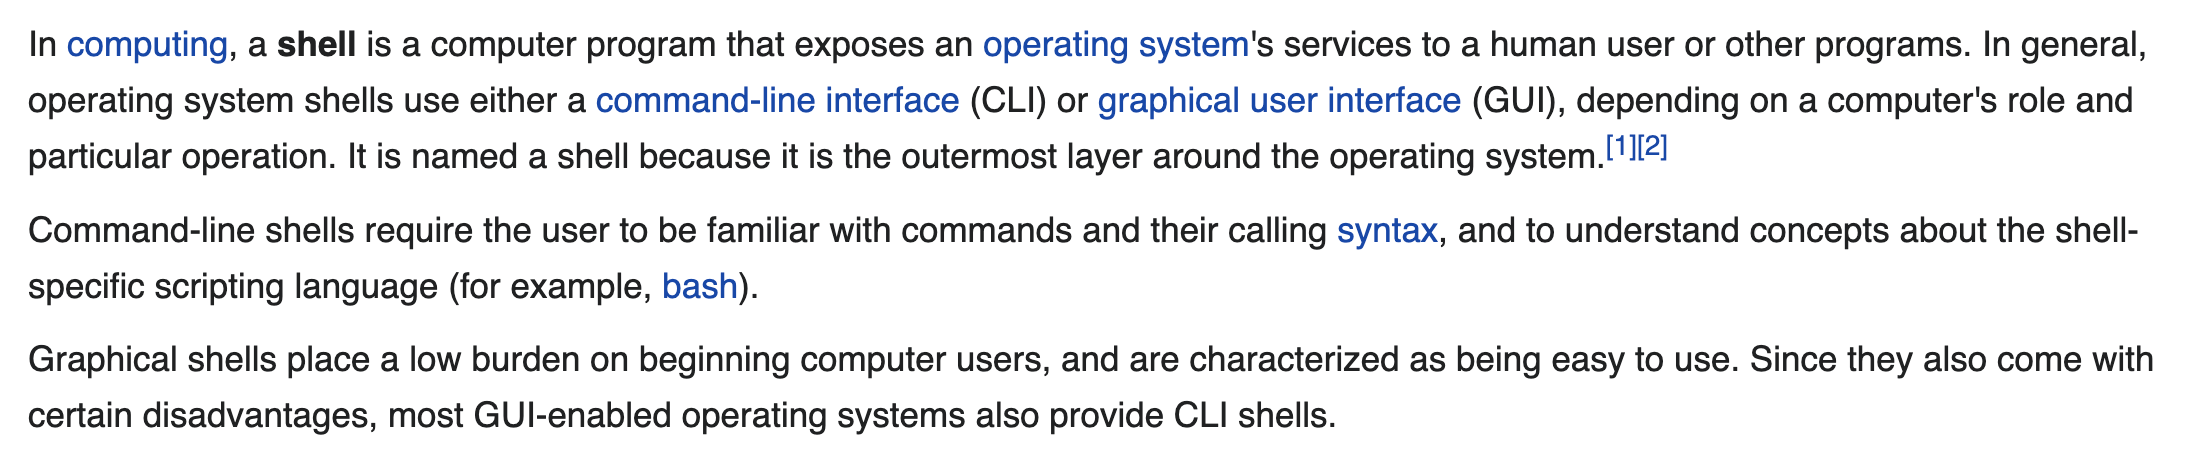 In computing, a shell is a computer program that exposes an operating system's services to a human user or other programs. In general,
operating system shells use either a command-line interface (CLI) or graphical user interface (GUI), depending on a computer's role and
particular operation. It is named a shell because it is the outermost layer around the operating system.[1][2]
Command-line shells require the user to be familiar with commands and their calling syntax, and to understand concepts about the shell-
specific scripting language (for example, bash).
Graphical shells place a low burden on beginning computer users, and are characterized as being easy to use. Since they also come with
certain disadvantages, most GUI-enabled operating systems also provide CLI shells.